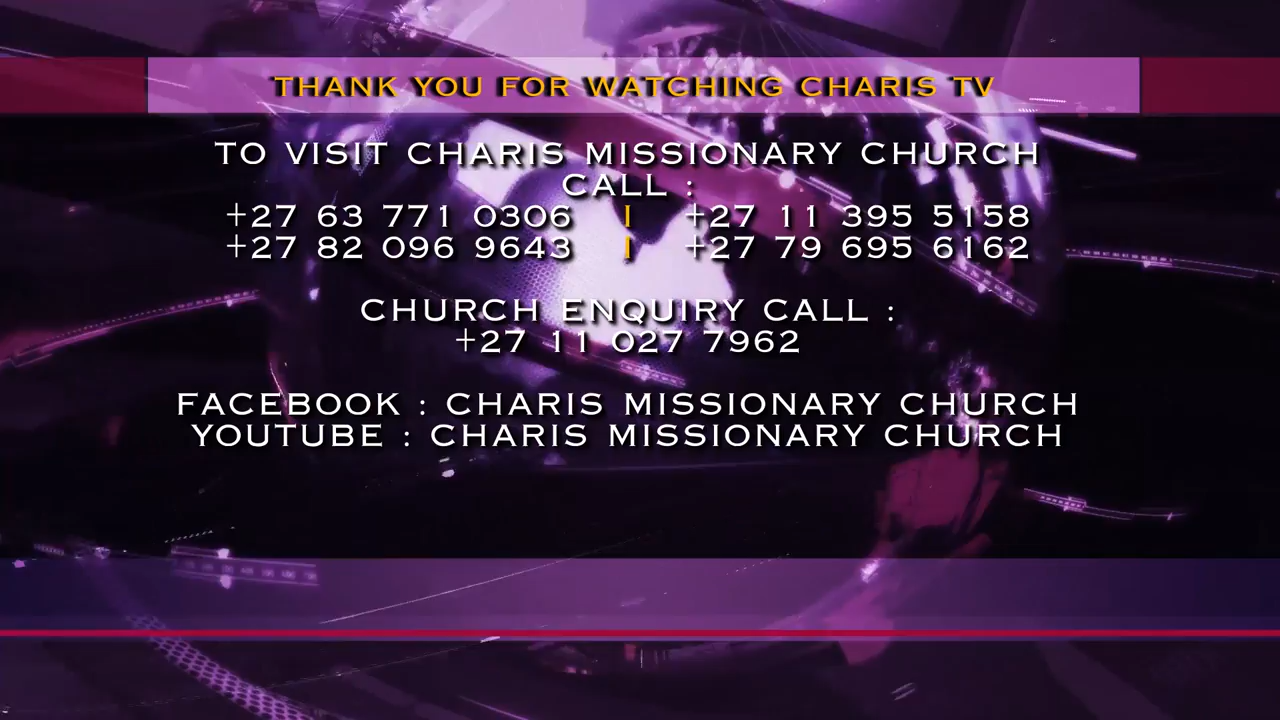 THANK YOU FOR WATCHING CHARIS TV
TO VISIT CHARIS MISSIONARY CHURCH
CALL :
+27 63 771 0306 | +27 11 395 5158
+27 82 096 9643 | +27 79 695 6162
CHURCH ENQUIRY CALL :
+27 11 027 7962
FACEBOOK : CHARIS MISSIONARY CHURCH
YOUTUBE : CHARIS MISSIONARY CHURCH